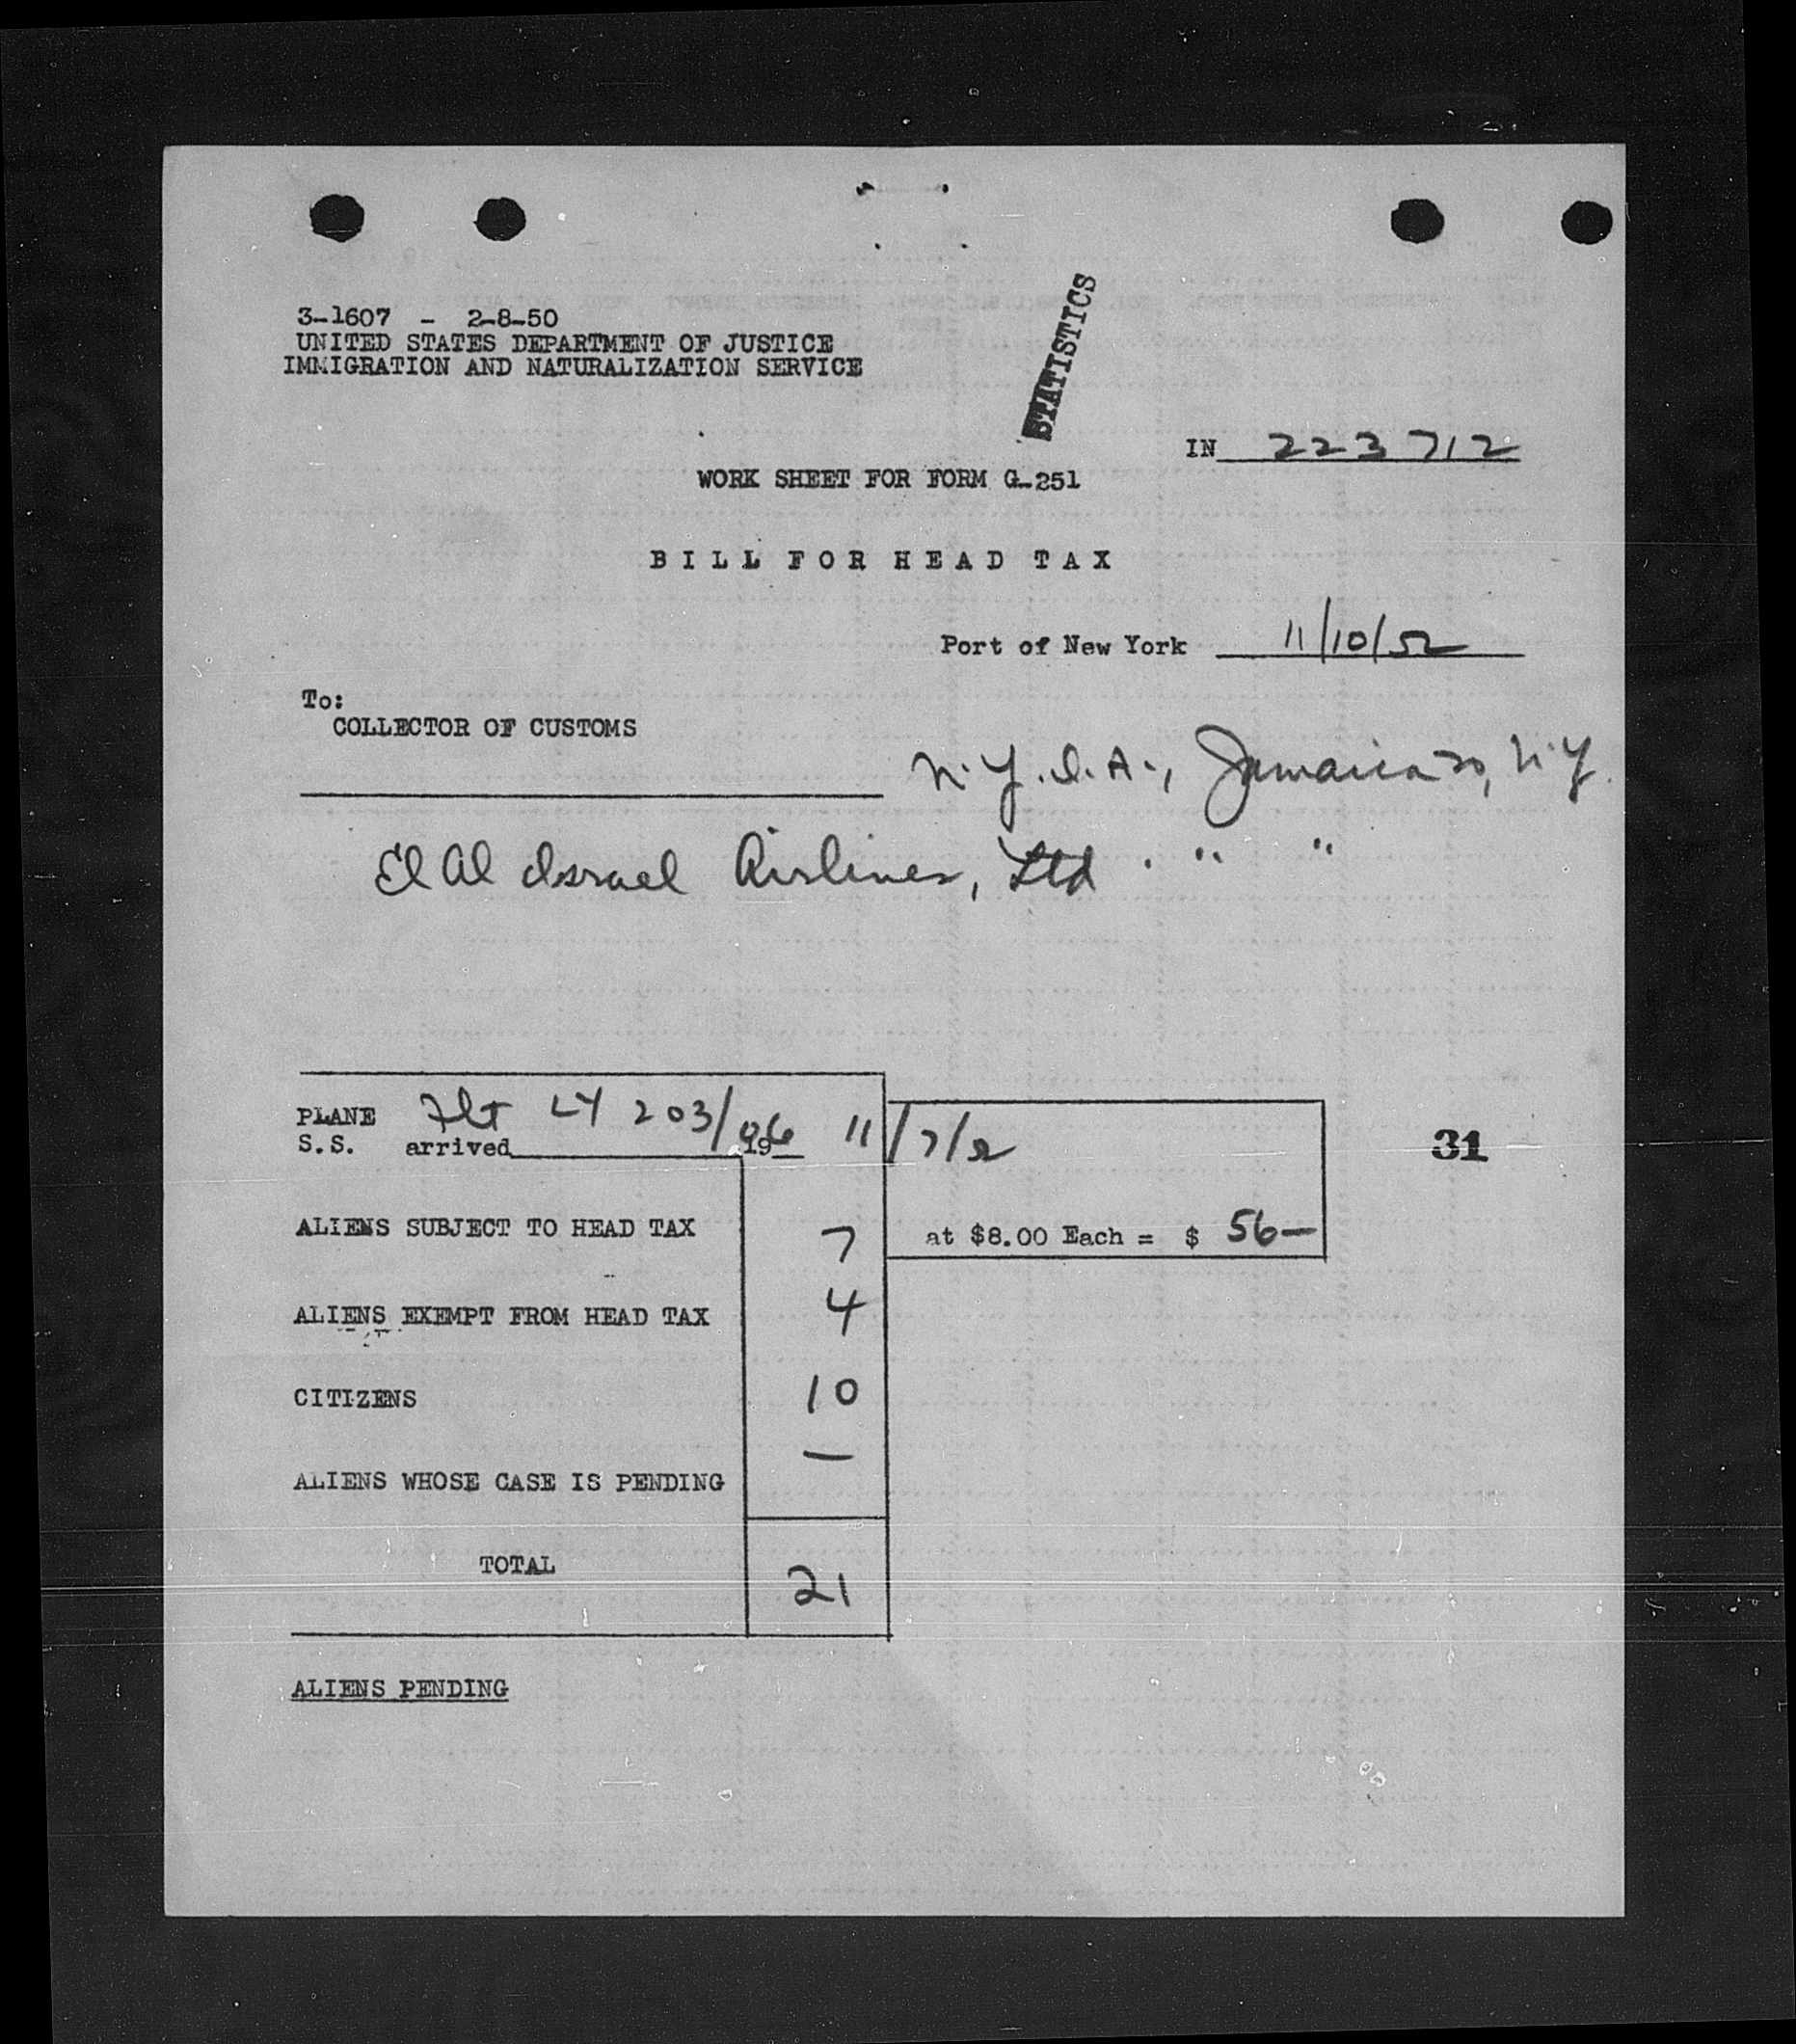 3-1607 - 2-8-50
UNITED STATES DEPARTMENT OF JUSTICE
IMMIGRATION AND NATURALIZATION SERVICE
STATISTICS
IN 223712
WORK SHEET FOR FORM G-251
BILL FOR HEAD TAX
Port of New York 11/10/52
To:
COLLECTOR OF CUSTOMS
N.Y.I.A., Jamaica 30, N.Y.
El Al Israel Airlines, Ltd. " "
PLANE Flt LY 203/06 11/7/52
S.S. arrived 19
31
ALIENS SUBJECT TO HEAD TAX 7 at $8.00 Each = $ 56—
ALIENS EXEMPT FROM HEAD TAX 4
CITIZENS 10
ALIENS WHOSE CASE IS PENDING —
TOTAL 21
ALIENS PENDING